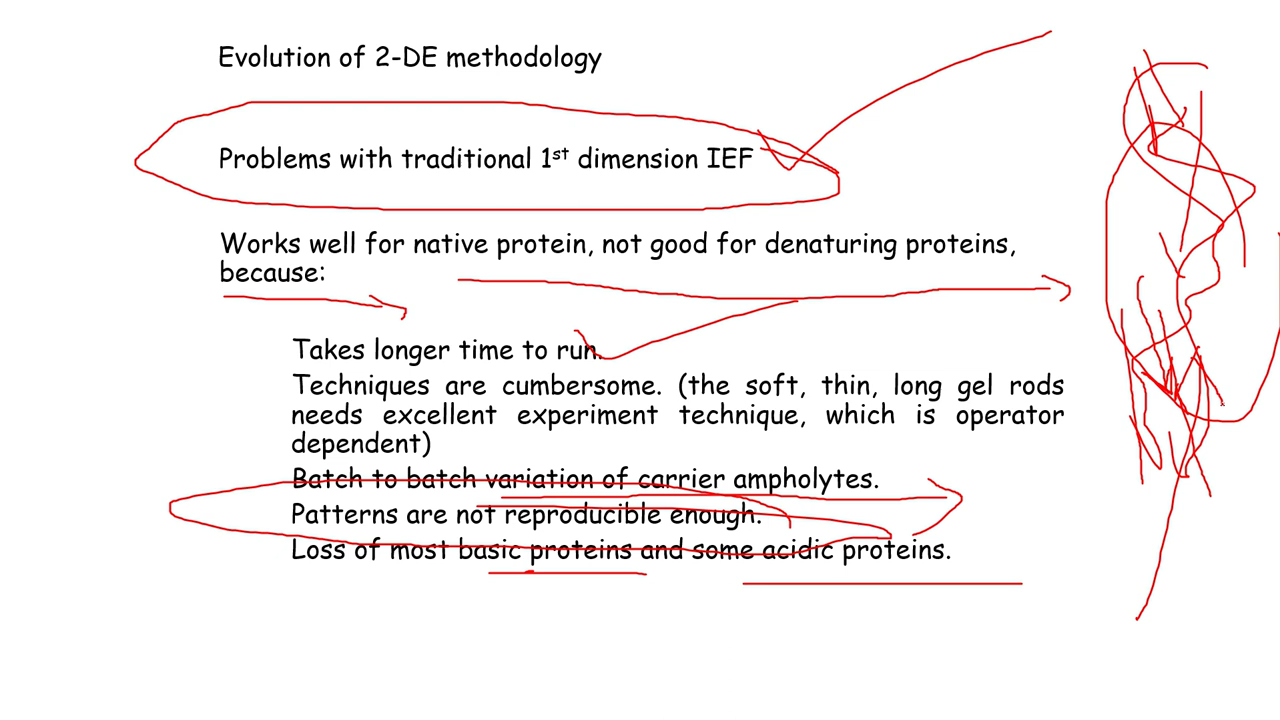 Evolution of 2-DE methodology
Problems with traditional 1st dimension IEF
Works well for native protein, not good for denaturing proteins,
because:
Takes longer time to run.
Techniques are cumbersome. (the soft, thin, long gel rods
needs excellent experiment technique, which is operator
dependent)
Batch to batch variation of carrier ampholytes.
Patterns are not reproducible enough.
Loss of most basic proteins and some acidic proteins.